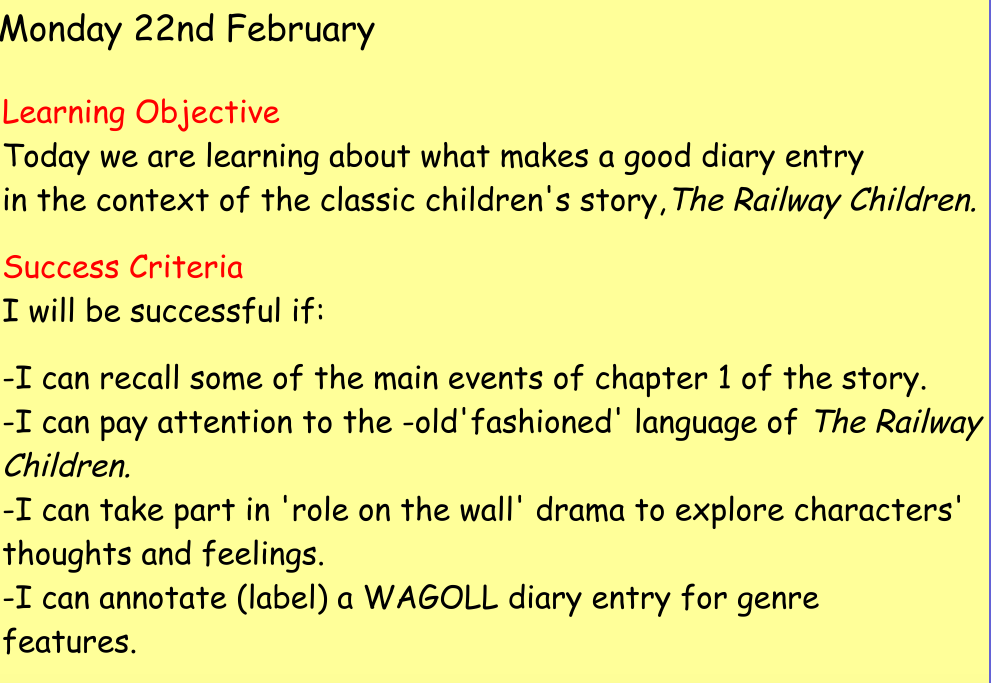 Monday 22nd February
Learning Objective
Today we are learning about what makes a good diary entry
in the context of the classic children's story,The Railway Children.
Success Criteria
I will be successful if:
-I can recall some of the main events of chapter 1 of the story.
-I can pay attention to the -old'fashioned' language of The Railway
Children.
-I can take part in 'role on the wall' drama to explore characters'
thoughts and feelings.
-I can annotate (label) a WAGOLL diary entry for genre
features.